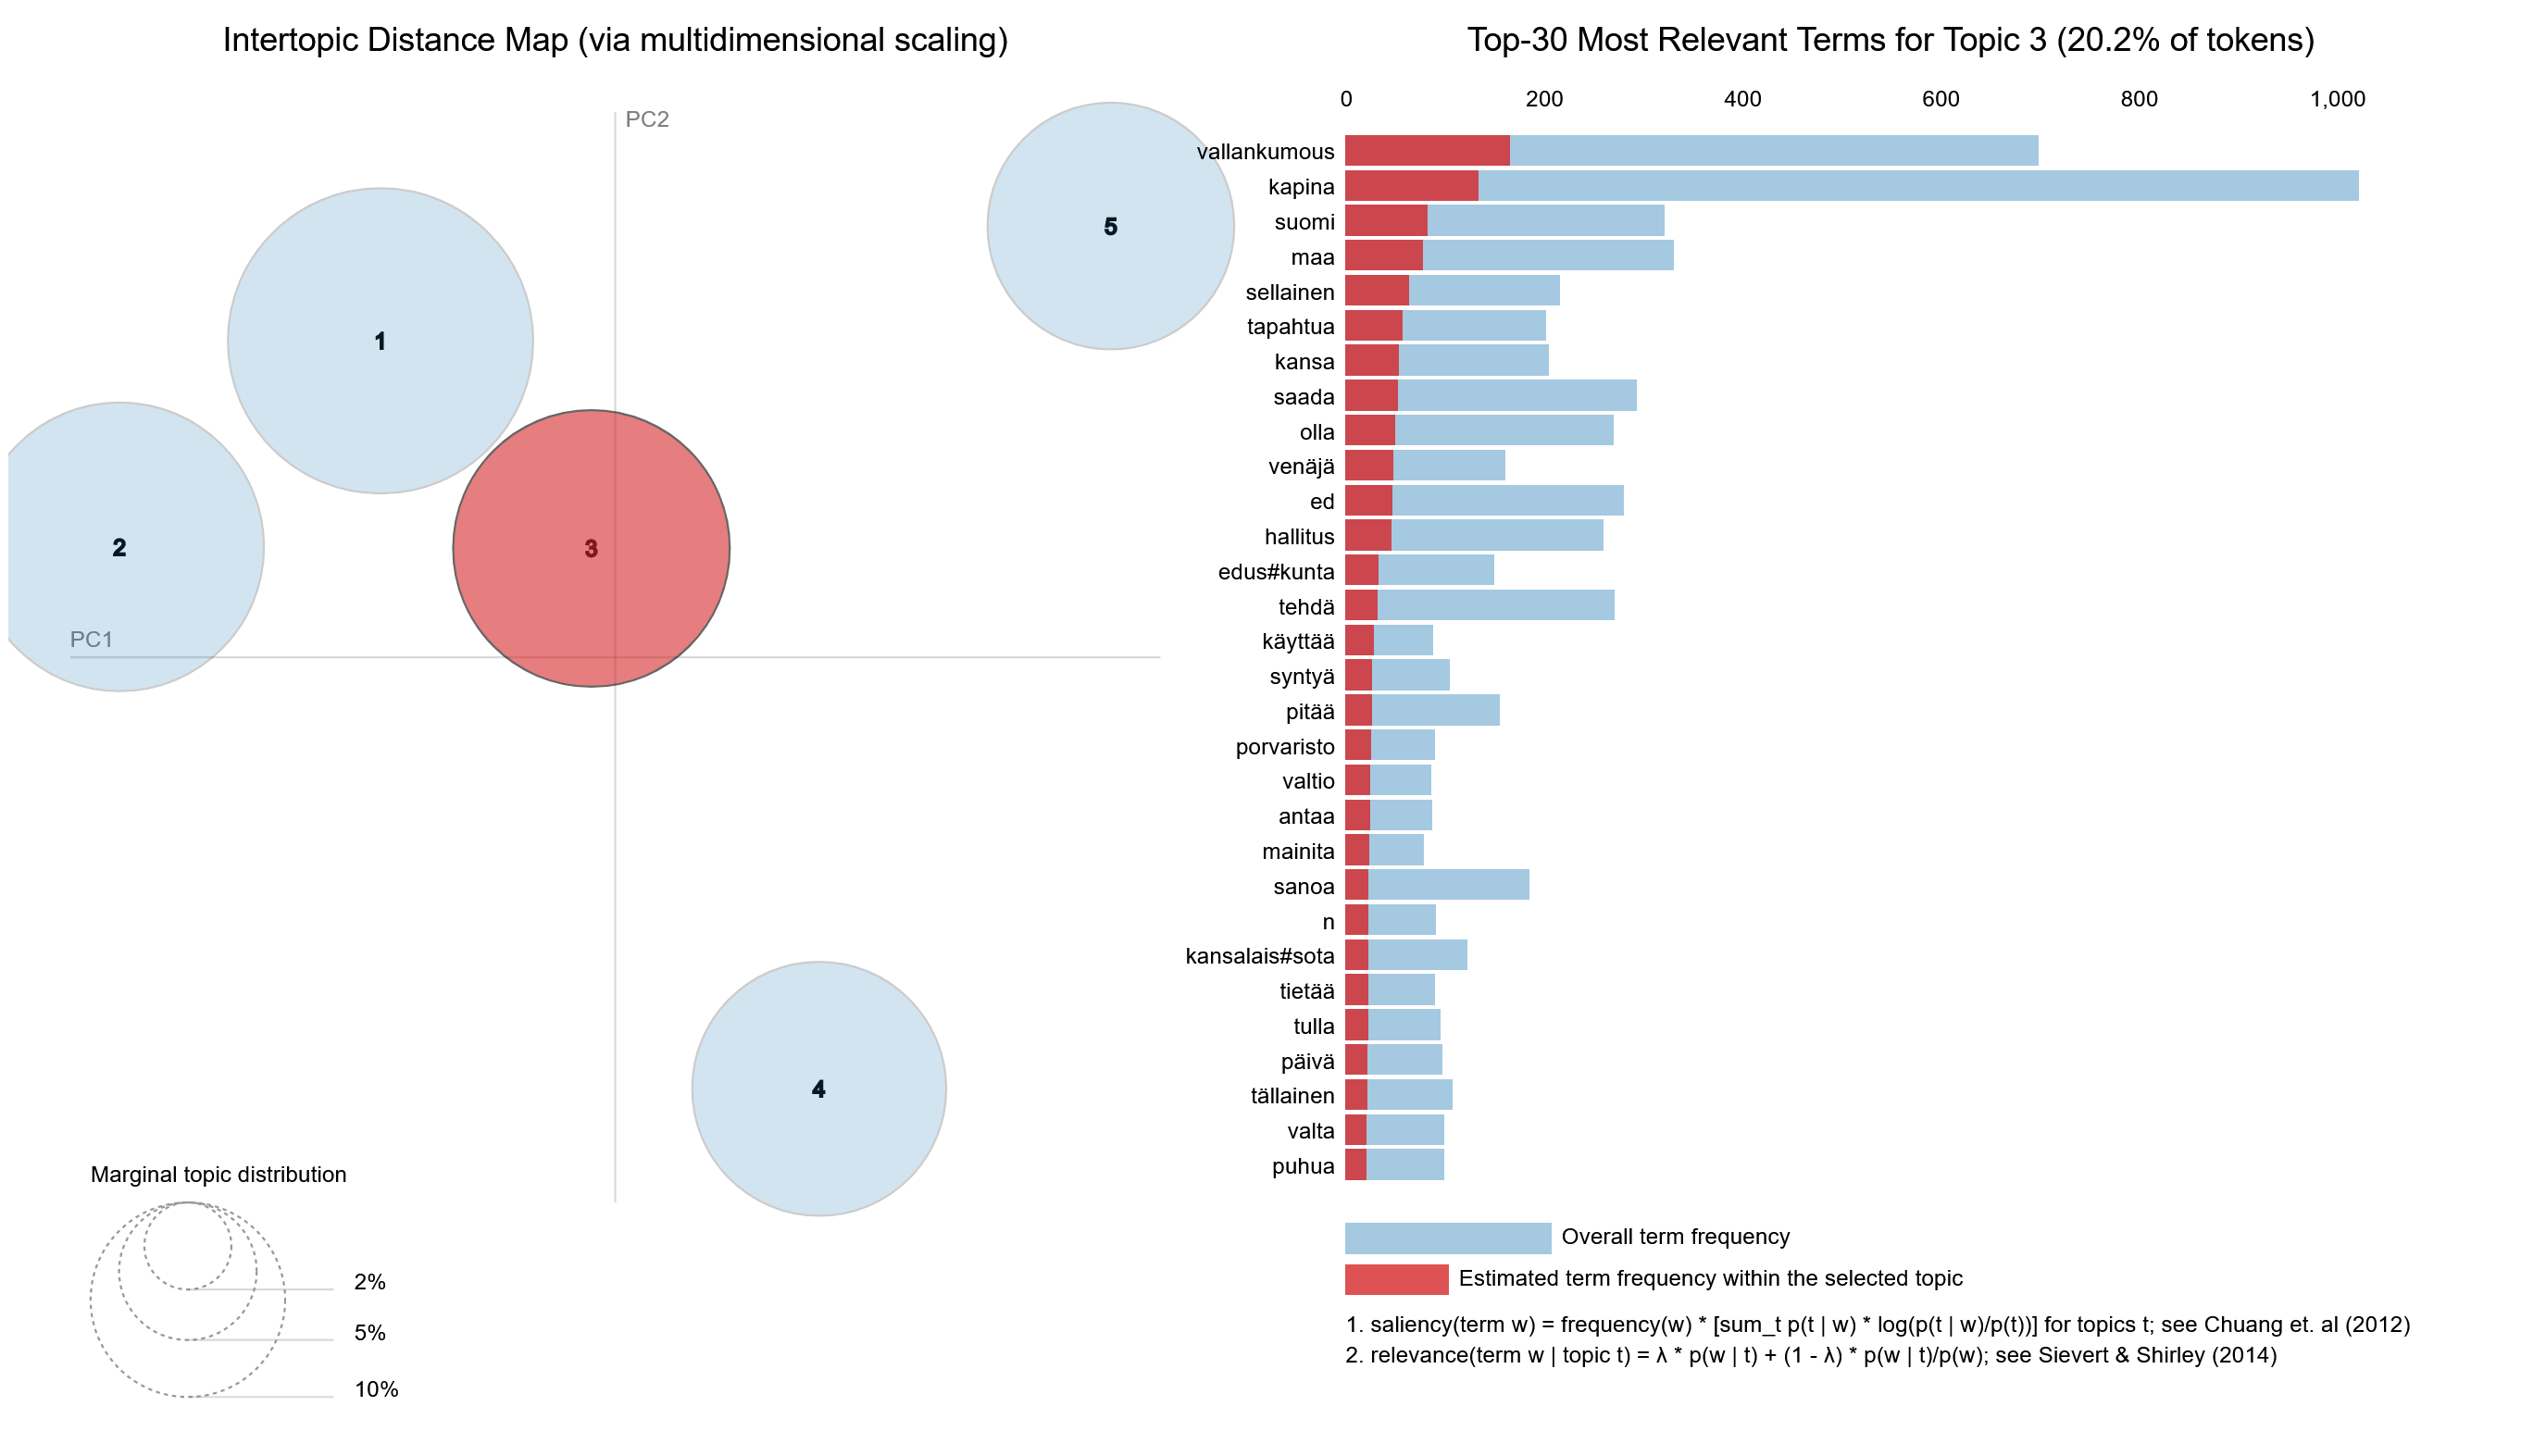 Intertopic Distance Map (via multidimensional scaling)
PC2
5
1
2
3
PC1
4
Marginal topic distribution
2%
5%
10%
Top-30 Most Relevant Terms for Topic 3 (20.2% of tokens)
0 200 400 600 800 1,000
vallankumous
kapina
suomi
maa
sellainen
tapahtua
kansa
saada
olla
venäjä
ed
hallitus
edus#kunta
tehdä
käyttää
syntyä
pitää
porvaristo
valtio
antaa
mainita
sanoa
n
kansalais#sota
tietää
tulla
päivä
tällainen
valta
puhua
Overall term frequency
Estimated term frequency within the selected topic
1. saliency(term w) = frequency(w) * [sum_t p(t | w) * log(p(t | w)/p(t))] for topics t; see Chuang et. al (2012)
2. relevance(term w | topic t) = λ * p(w | t) + (1 - λ) * p(w | t)/p(w); see Sievert & Shirley (2014)